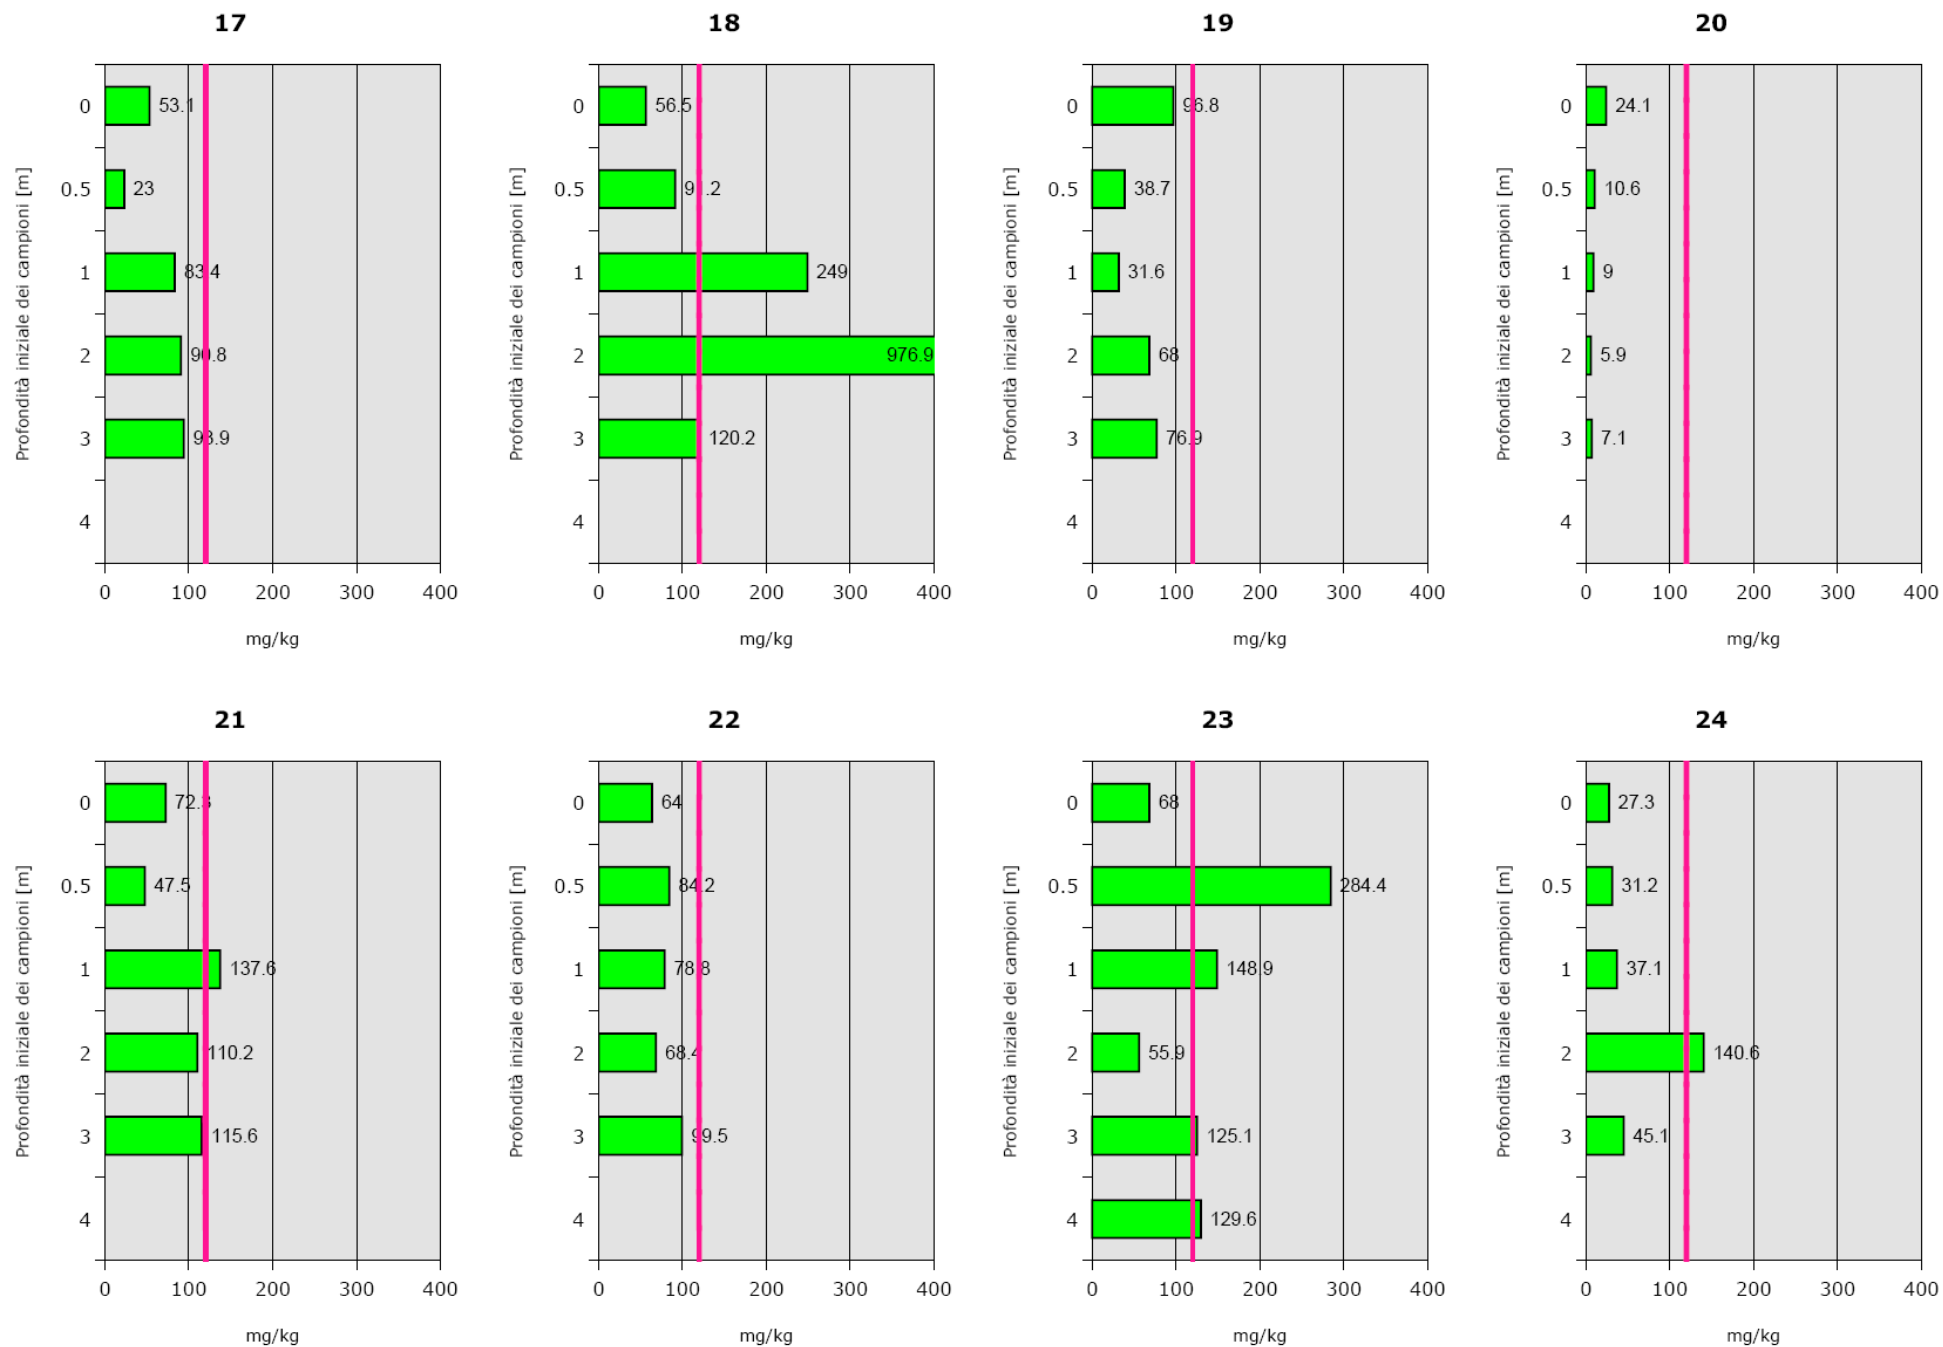 17
Profondità iniziale dei campioni [m]
0 53.1
0.5 23
1 83.4
2 90.8
3 93.9
4
0 100 200 300 400
mg/kg
18
Profondità iniziale dei campioni [m]
0 56.5
0.5 91.2
1 249
2 976.9
3 120.2
4
0 100 200 300 400
mg/kg
19
Profondità iniziale dei campioni [m]
0 96.8
0.5 38.7
1 31.6
2 68
3 76.9
4
0 100 200 300 400
mg/kg
20
Profondità iniziale dei campioni [m]
0 24.1
0.5 10.6
1 9
2 5.9
3 7.1
4
0 100 200 300 400
mg/kg
21
Profondità iniziale dei campioni [m]
0 72.3
0.5 47.5
1 137.6
2 110.2
3 115.6
4
0 100 200 300 400
mg/kg
22
Profondità iniziale dei campioni [m]
0 64
0.5 84.2
1 78.8
2 68.4
3 99.5
4
0 100 200 300 400
mg/kg
23
Profondità iniziale dei campioni [m]
0 68
0.5 284.4
1 148.9
2 55.9
3 125.1
4 129.6
0 100 200 300 400
mg/kg
24
Profondità iniziale dei campioni [m]
0 27.3
0.5 31.2
1 37.1
2 140.6
3 45.1
4
0 100 200 300 400
mg/kg